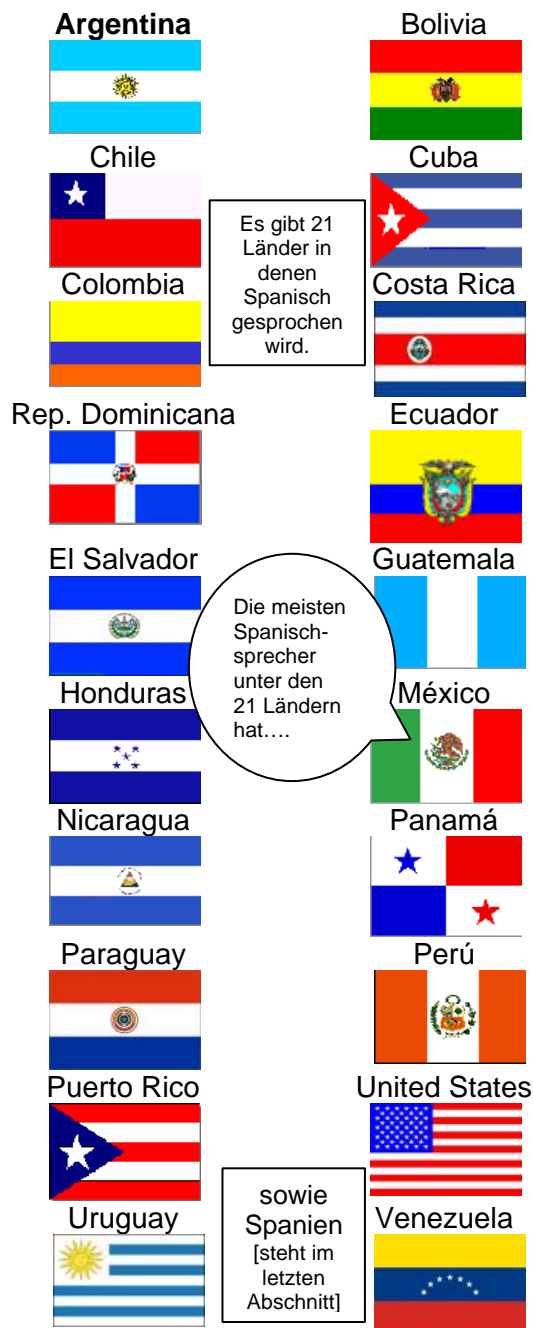 Argentina
Bolivia
Chile
Cuba
Es gibt 21
Länder in
denen
Spanisch
gesprochen
wird.
Colombia
Costa Rica
Rep. Dominicana
Ecuador
El Salvador
Guatemala
Die meisten
Spanisch-
sprecher
unter den
21 Ländern
hat....
Honduras
México
Nicaragua
Panamá
Paraguay
Perú
Puerto Rico
United States
sowie
Spanien
[steht im
letzten
Abschnitt]
Uruguay
Venezuela